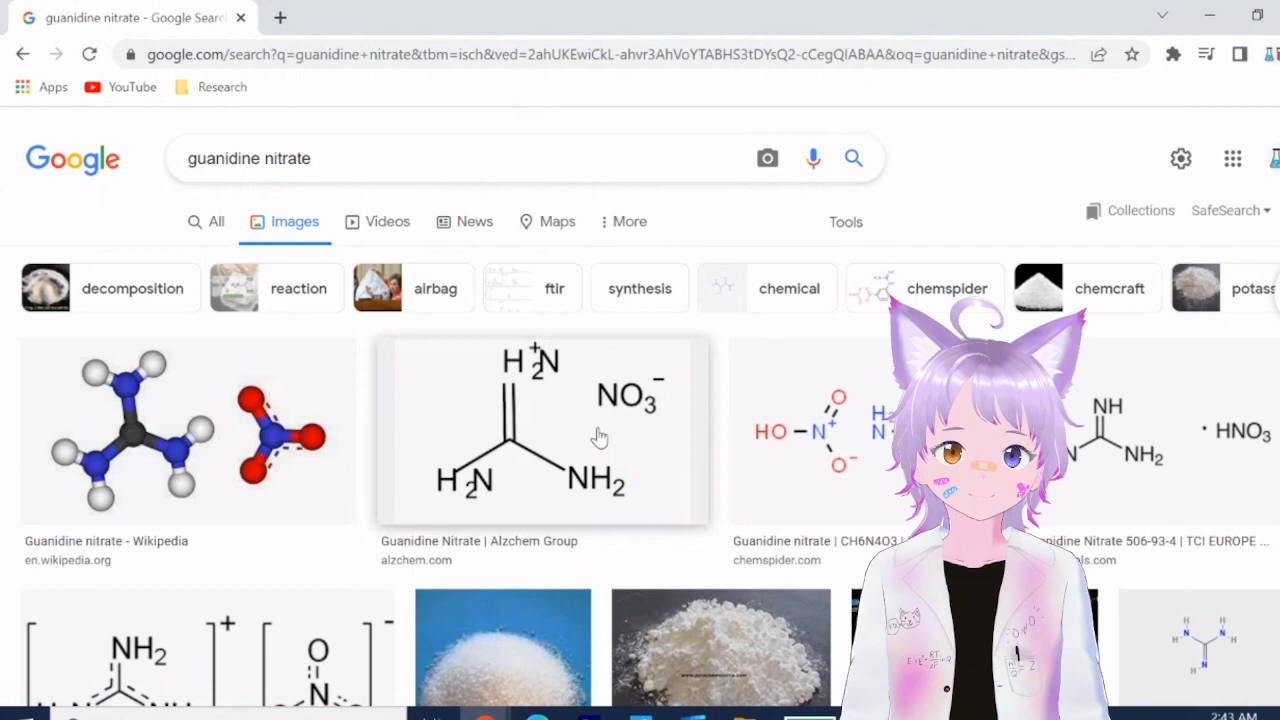 guanidine nitrate - Google Searc
google.com/search?q=guanidine+nitrate&tbm=isch&ved=2ahUKEwiCkL-ahvr3AhVoYTABHS3tDYsQ2-cCegQIABAA&oq=guanidine+nitrate&gs...
Apps YouTube Research
Google
guanidine nitrate
All Images Videos News Maps More Tools
Collections SafeSearch
decomposition reaction airbag ftir synthesis chemical chemspider chemcraft potass
H2N+ NO3− H2N NH2
HO N+ O O− H2 N
NH NH2 · HNO3
Guanidine nitrate - Wikipedia
en.wikipedia.org
Guanidine Nitrate | Alzchem Group
alzchem.com
Guanidine nitrate | CH6N4O3 |
chemspider.com
nidine Nitrate 506-93-4 | TCI EUROPE ...
NH2 + O − N
H H N N H H N
2:43 AM